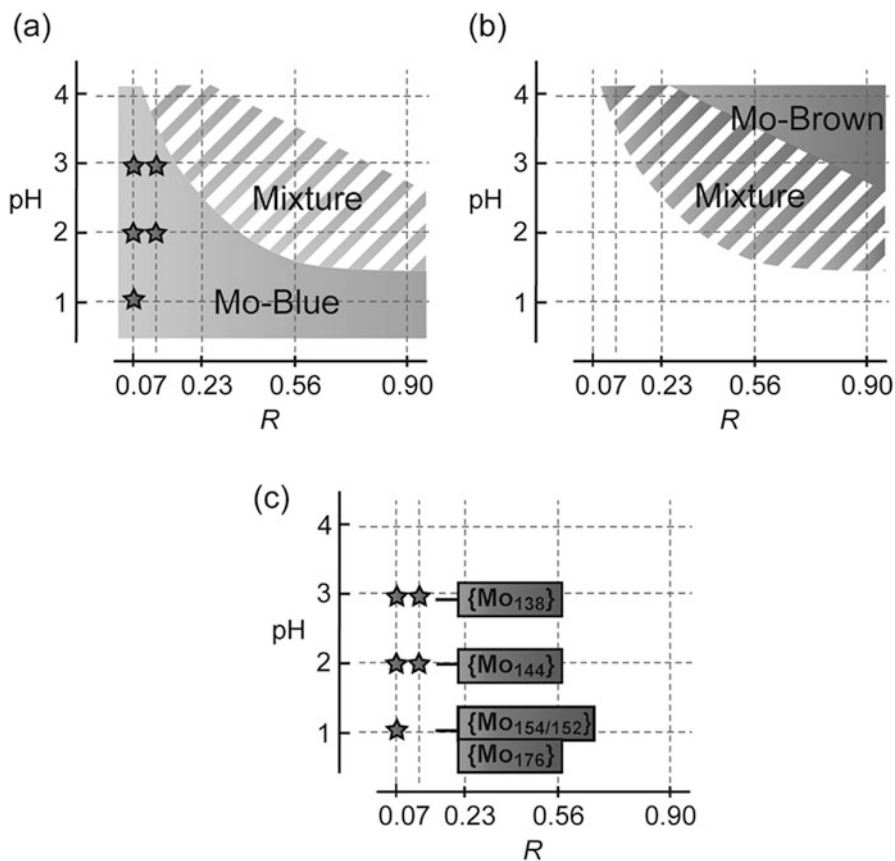 (a)
4
3
pH
2
1
Mixture
Mo-Blue
0.07 0.23 0.56 0.90
R
(b)
4
3
pH
2
1
Mo-Brown
Mixture
0.07 0.23 0.56 0.90
R
(c)
4
3
pH
2
1
{Mo₁₃₈}
{Mo₁₄₄}
{Mo₁₅₄/₁₅₂}
{Mo₁₇₆}
0.07 0.23 0.56 0.90
R